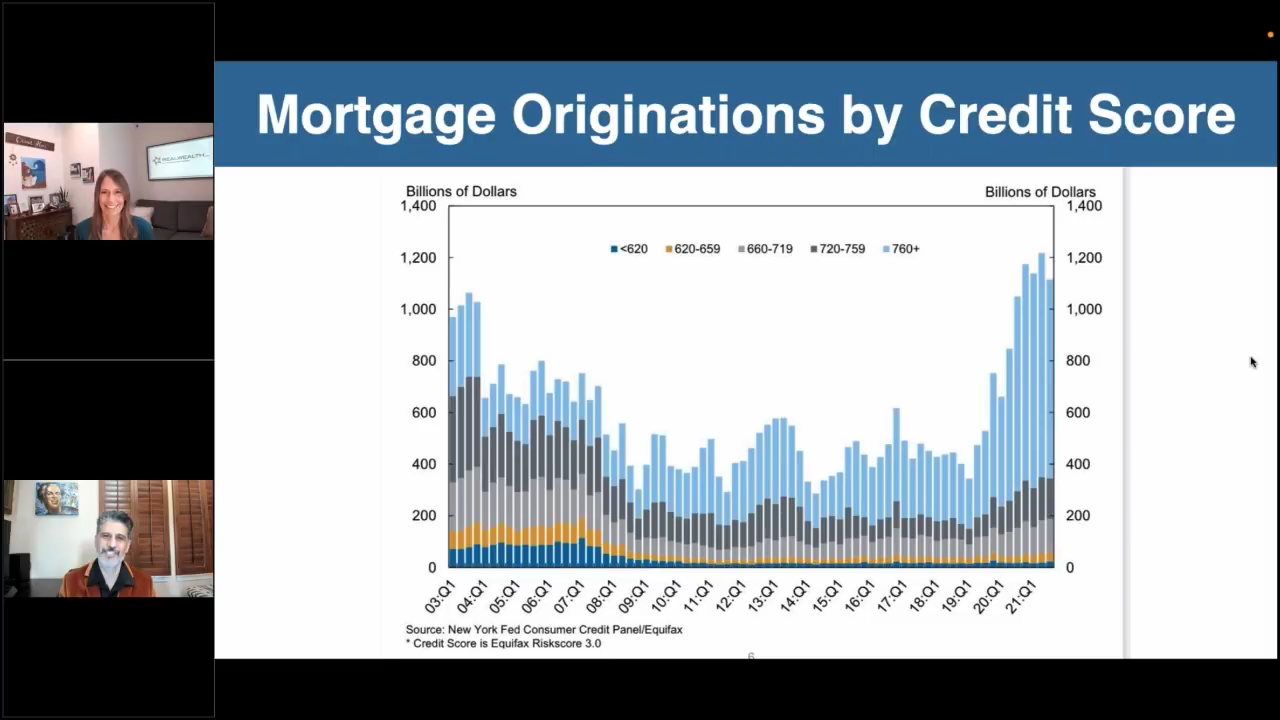 Mortgage Originations by Credit Score
Billions of Dollars
Billions of Dollars
1,400
1,200
1,000
800
600
400
200
0
<620
620-659
660-719
720-759
760+
1,400
1,200
1,000
800
600
400
200
0
03:Q1
04:Q1
05:Q1
06:Q1
07:Q1
08:Q1
09:Q1
10:Q1
11:Q1
12:Q1
13:Q1
14:Q1
15:Q1
16:Q1
17:Q1
18:Q1
19:Q1
20:Q1
21:Q1
Source: New York Fed Consumer Credit Panel/Equifax
* Credit Score is Equifax Riskscore 3.0
6
REALWEALTH